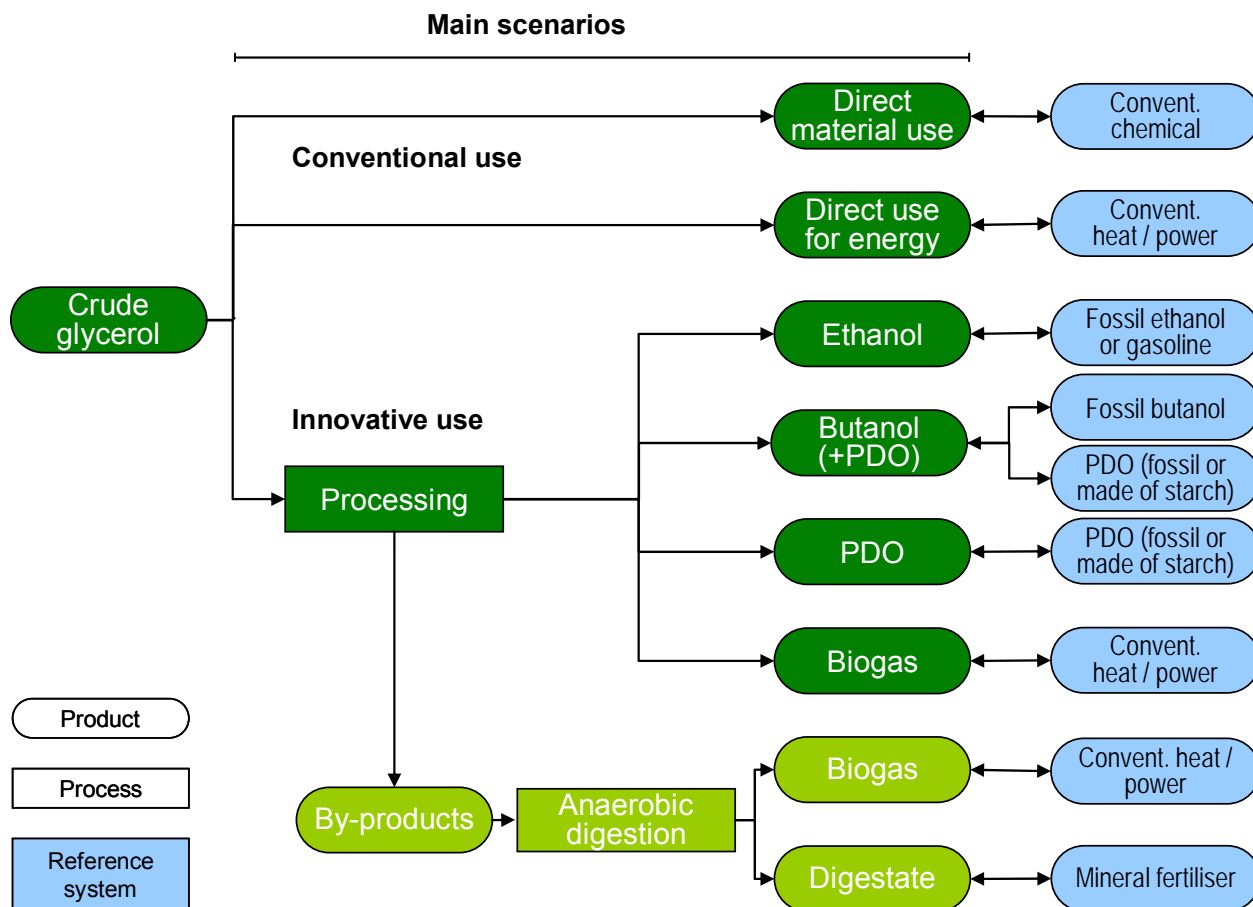 Main scenarios
Direct
material use
Convent.
chemical
Conventional use
Direct use
for energy
Convent.
heat / power
Crude
glycerol
Ethanol
Fossil ethanol
or gasoline
Innovative use
Butanol
(+PDO)
Fossil butanol
PDO (fossil or
made of starch)
Processing
PDO
PDO (fossil or
made of starch)
Biogas
Convent.
heat / power
Product
Process
Reference
system
By-products
Anaerobic
digestion
Biogas
Convent. heat /
power
Digestate
Mineral fertiliser